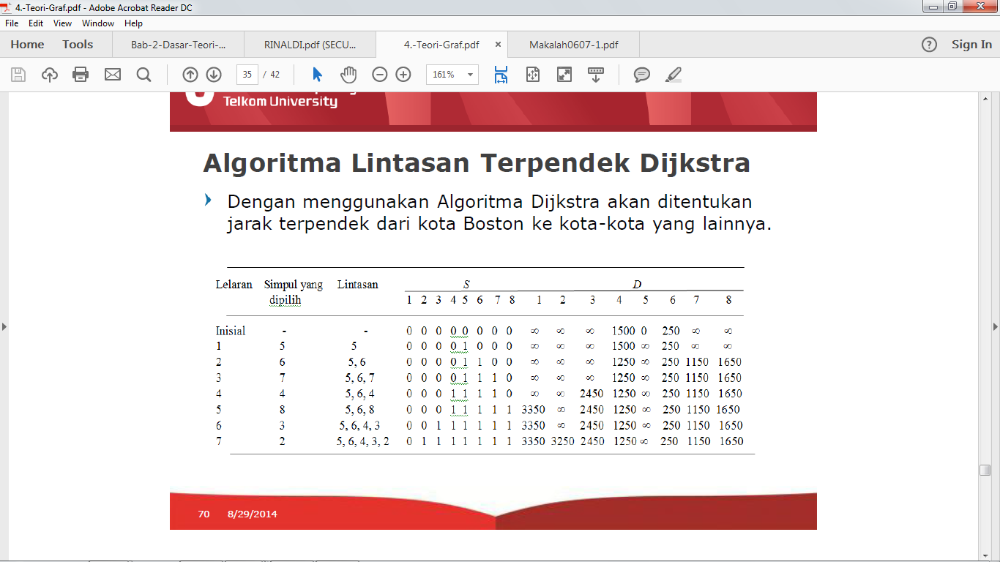 4.-Teori-Graf.pdf - Adobe Acrobat Reader DC
File Edit View Window Help
Home Tools Bab-2-Dasar-Teori-... RINALDI.pdf (SECU... 4.-Teori-Graf.pdf × Makalah0607-1.pdf ? Sign In
35 / 42 161%
Telkom University
Algoritma Lintasan Terpendek Dijkstra
Dengan menggunakan Algoritma Dijkstra akan ditentukan
jarak terpendek dari kota Boston ke kota-kota yang lainnya.
Lelaran Simpul yang dipilih Lintasan S D
1 2 3 4 5 6 7 8 1 2 3 4 5 6 7 8
Inisial - - 0 0 0 0 0 0 0 0 ∞ ∞ ∞ 1500 0 250 ∞ ∞
1 5 5 0 0 0 0 1 0 0 0 ∞ ∞ ∞ 1500 ∞ 250 ∞ ∞
2 6 5, 6 0 0 0 0 1 1 0 0 ∞ ∞ ∞ 1250 ∞ 250 1150 1650
3 7 5, 6, 7 0 0 0 0 1 1 1 0 ∞ ∞ ∞ 1250 ∞ 250 1150 1650
4 4 5, 6, 4 0 0 0 1 1 1 1 0 ∞ ∞ 2450 1250 ∞ 250 1150 1650
5 8 5, 6, 8 0 0 0 1 1 1 1 1 3350 ∞ 2450 1250 ∞ 250 1150 1650
6 3 5, 6, 4, 3 0 0 1 1 1 1 1 1 3350 ∞ 2450 1250 ∞ 250 1150 1650
7 2 5, 6, 4, 3, 2 0 1 1 1 1 1 1 1 3350 3250 2450 1250 ∞ 250 1150 1650
70 8/29/2014